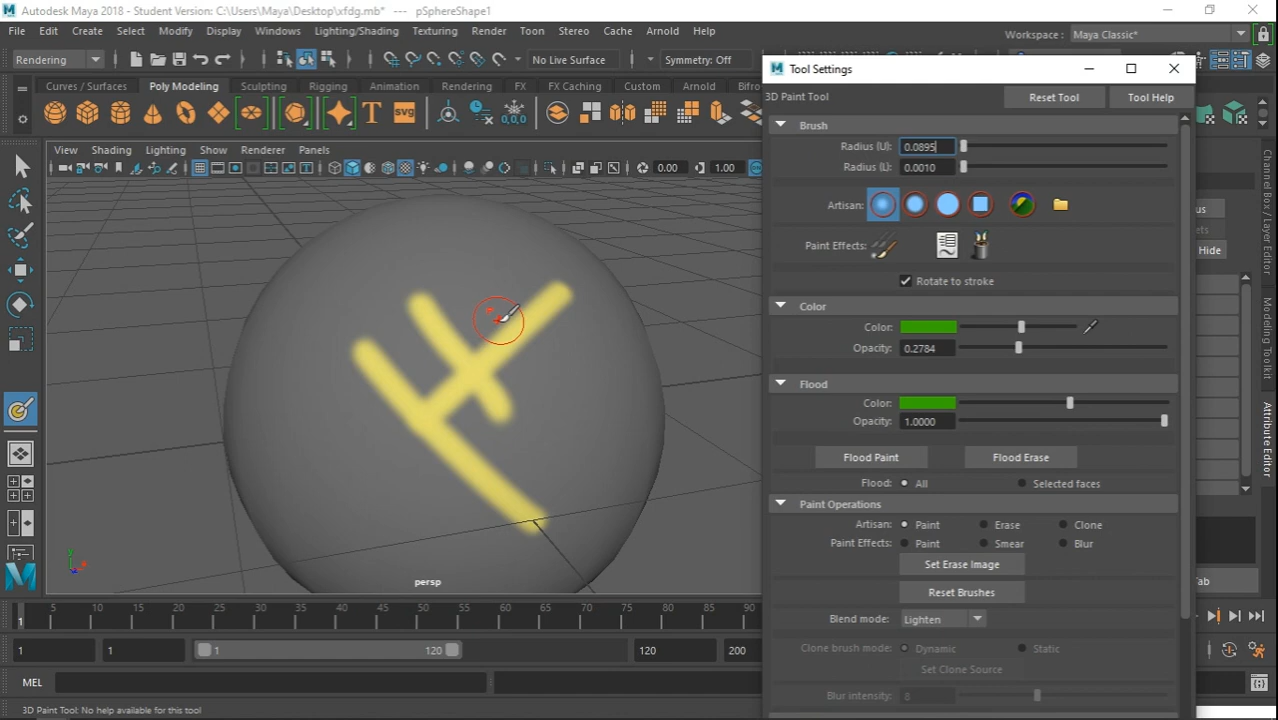 Autodesk Maya 2018 - Student Version: C:\Users\Maya\Desktop\xfdg.mb* --- pSphereShape1
File Edit Create Select Modify Display Windows Lighting/Shading Texturing Render Toon Stereo Cache Arnold Help
Workspace : Maya Classic*
Rendering No Live Surface Symmetry: Off
Curves / Surfaces Poly Modeling Sculpting Rigging Animation Rendering FX FX Caching Custom Arnold Bifro
SVG
View Shading Lighting Show Renderer Panels
0.00 1.00
persp
Tool Settings
3D Paint Tool Reset Tool Tool Help
Brush
Radius (U): 0.0895
Radius (L): 0.0010
Artisan:
Paint Effects:
Rotate to stroke
Color
Color:
Opacity: 0.2784
Flood
Color:
Opacity: 1.0000
Flood Paint Flood Erase
Flood: All Selected faces
Paint Operations
Artisan: Paint Erase Clone
Paint Effects: Paint Smear Blur
Set Erase Image
Reset Brushes
Blend mode: Lighten
Clone brush mode: Dynamic Static
Set Clone Source
Blur intensity: 8
us
ets
Hide
Tab
Channel Box / Layer Editor
Modeling Toolkit
Attribute Editor
1 5 10 15 20 25 30 35 40 45 50 55 60 65 70 75 80 85 90
1 1 1 120 120 200
MEL
3D Paint Tool: No help available for this tool